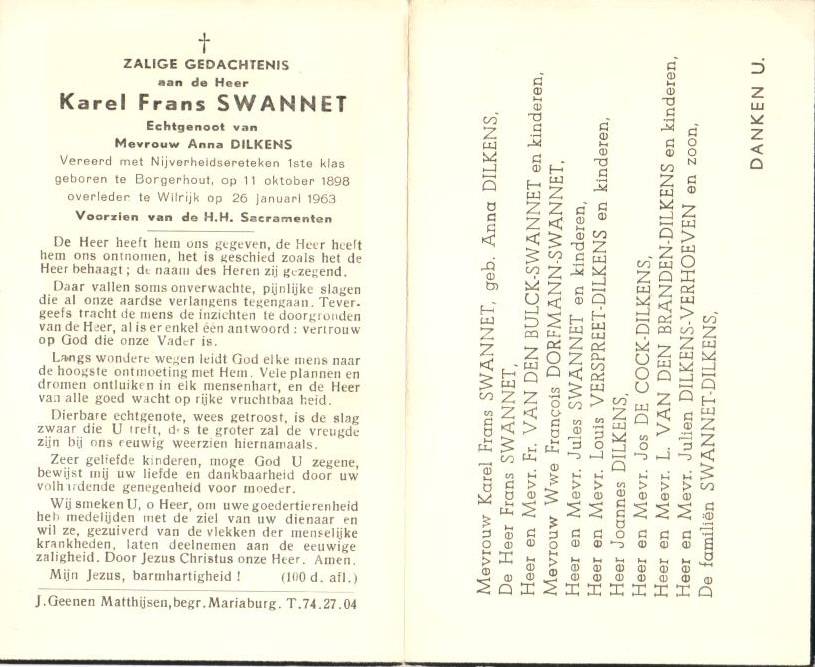 ZALIGE GEDACHTENIS
aan de Heer
Karel Frans SWANNET
Echtgenoot van
Mevrouw Anna DILKENS
Vereerd met Nijverheidsereteken 1ste klas
geboren te Borgerhout, op 11 oktober 1898
overleden te Wilrijk op 26 januari 1963
Voorzien van de H.H. Sacramenten
De Heer heeft hem ons gegeven, de Heer heeft
hem ons ontnomen, het is geschied zoals het de
Heer behaagt; de naam des Heren zij gezegend.
Daar vallen soms onverwachte, pijnlijke slagen
die al onze aardse verlangens tegengaan. Tever-
geefs tracht de mens de inzichten te doorgronden
van de Heer, al is er enkel één antwoord: vertrouw
op God die onze Vader is.
Langs wondere wegen leidt God elke mens naar
de hoogste ontmoeting met Hem. Vele plannen en
dromen ontluiken in elk mensenhart, en de Heer
van alle goed wacht op rijke vruchtbaarheid.
Dierbare echtgenote, wees getroost, is de slag
zwaar die U treft, des te groter zal de vreugde
zijn bij ons eeuwig weerzien hiernamaals.
Zeer geliefde kinderen, moge God U zegene,
bewijst mij uw liefde en dankbaarheid door uw
volhardende genegenheid voor moeder.
Wij smeken U, o Heer, om uwe goedertierenheid
heb medelijden met de ziel van uw dienaar en
wil ze, gezuiverd van de vlekken der menselijke
krankheden, laten deelnemen aan de eeuwige
zaligheid. Door Jezus Christus onze Heer. Amen.
Mijn Jezus, barmhartigheid! (100 d. afl.)
J. Geenen Matthijsen, begr. Mariaburg. T. 74.27.04
Mevrouw Karel Frans SWANNET, geb. Anna DILKENS,
De Heer Frans SWANNET,
Heer en Mevr. Fr. VAN DEN BULCK-SWANNET en kinderen,
Mevrouw Wwe François DORFMANN-SWANNET,
Heer en Mevr. Jules SWANNET en kinderen,
Heer en Mevr. Louis VERSPREET-DILKENS en kinderen,
Heer Joannes DILKENS,
Heer en Mevr. Jos DE COCK-DILKENS,
Heer en Mevr. L. VAN DEN BRANDEN-DILKENS en kinderen,
Heer en Mevr. Julien DILKENS-VERHOEVEN en zoon,
De familiën SWANNET-DILKENS,
DANKEN U.